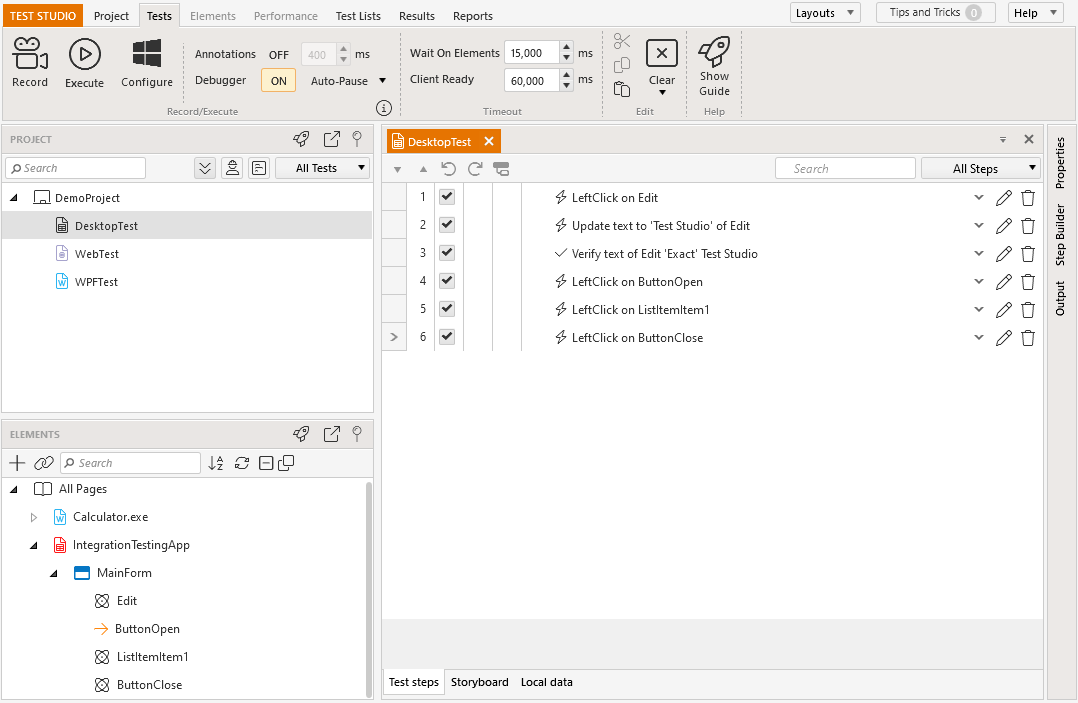 TEST STUDIO Project Tests Elements Performance Test Lists Results Reports Layouts Tips and Tricks 0 Help
Record Execute Configure
Annotations OFF 400 ms
Debugger ON Auto-Pause
Record/Execute
Wait On Elements 15,000 ms
Client Ready 60,000 ms
Timeout
Clear
Edit
Show
Guide
Help
PROJECT
Search All Tests
DemoProject
DesktopTest
WebTest
WPFTest
ELEMENTS
Search
All Pages
Calculator.exe
IntegrationTestingApp
MainForm
Edit
ButtonOpen
ListItemItem1
ButtonClose
DesktopTest
Search All Steps
1 LeftClick on Edit
2 Update text to 'Test Studio' of Edit
3 Verify text of Edit 'Exact' Test Studio
4 LeftClick on ButtonOpen
5 LeftClick on ListItemItem1
6 LeftClick on ButtonClose
Test steps Storyboard Local data
Properties
Step Builder
Output